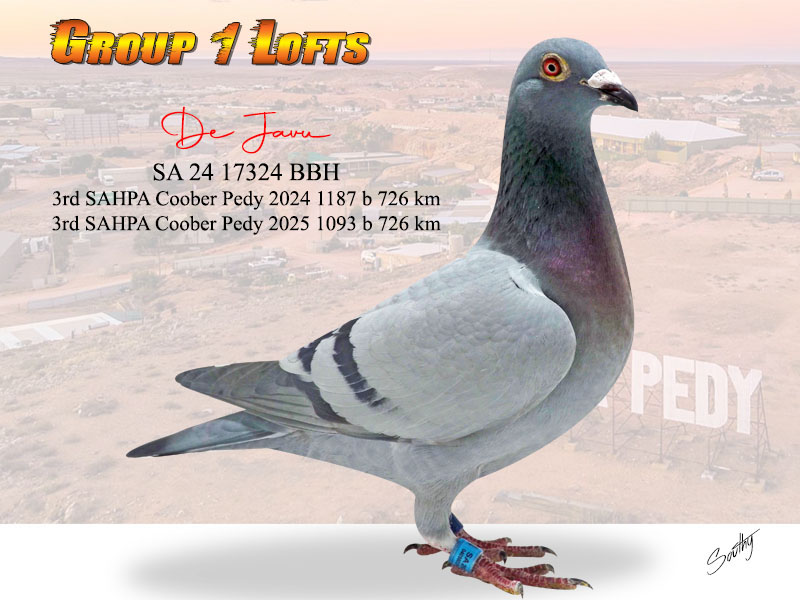 Group 1 Lofts
De Javu
SA 24 17324 BBH
3rd SAHPA Coober Pedy 2024 1187 b 726 km
3rd SAHPA Coober Pedy 2025 1093 b 726 km
PEDY
SA
Southy